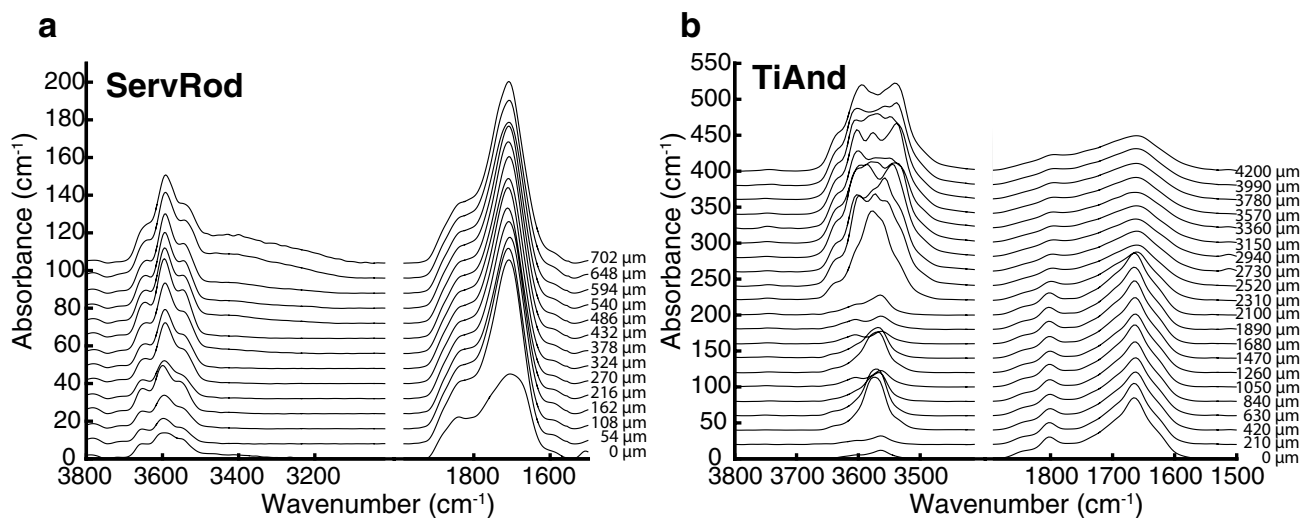 a
b
ServRod
TiAnd
Absorbance (cm-1)
200
180
160
140
120
100
80
60
40
20
0
3800 3600 3400 3200 1800 1600
Wavenumber (cm-1)
702 µm
648 µm
594 µm
540 µm
486 µm
432 µm
378 µm
324 µm
270 µm
216 µm
162 µm
108 µm
54 µm
0 µm
Absorbance (cm-1)
550
500
450
400
350
300
250
200
150
100
50
0
3800 3700 3600 3500 1800 1700 1600 1500
Wavenumber (cm-1)
4200 µm
3990 µm
3780 µm
3570 µm
3360 µm
3150 µm
2940 µm
2730 µm
2520 µm
2310 µm
2100 µm
1890 µm
1680 µm
1470 µm
1260 µm
1050 µm
840 µm
630 µm
420 µm
210 µm
0 µm